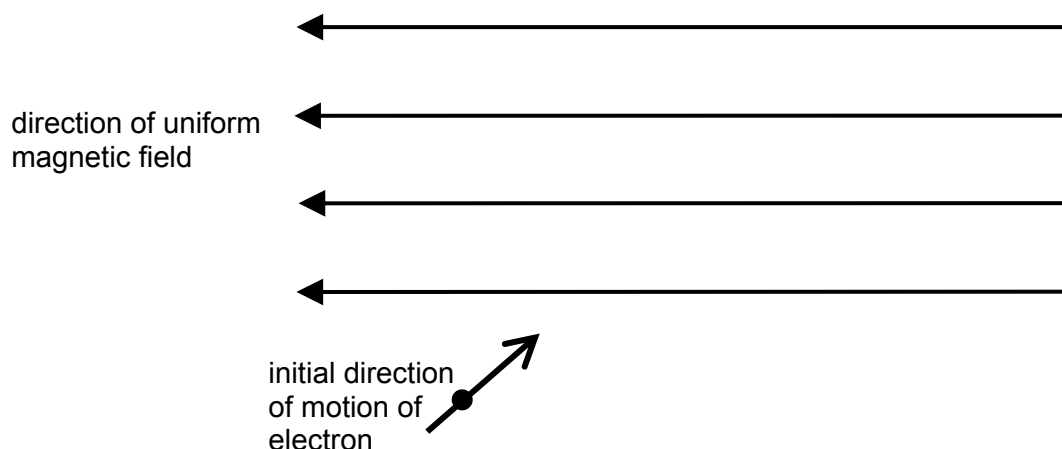 direction of uniform
magnetic field
initial direction
of motion of
electron